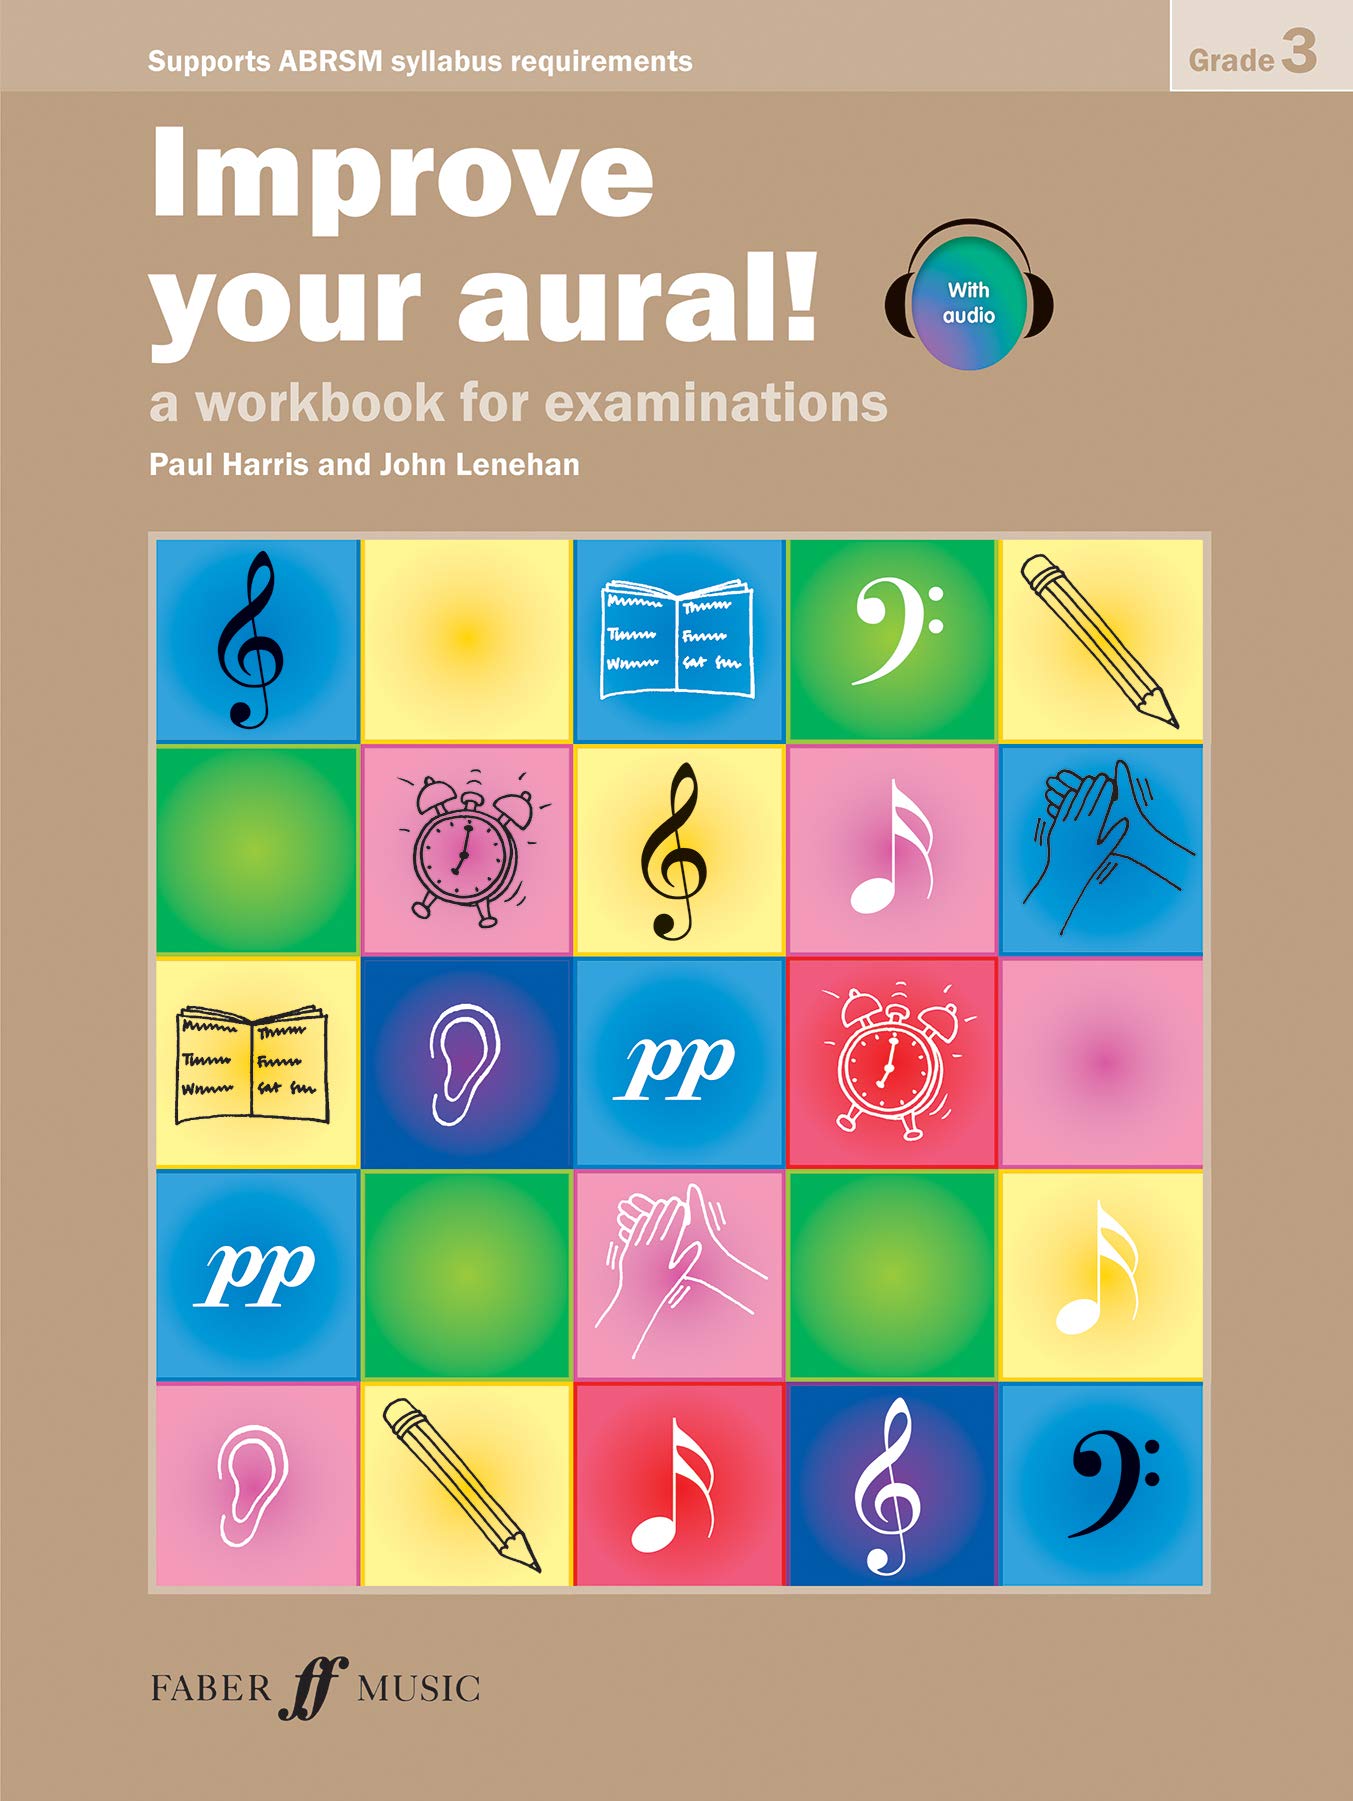 Supports ABRSM syllabus requirements
Grade 3
Improve
your aural!
With
audio
a workbook for examinations
Paul Harris and John Lenehan
pp
pp
FABER ff MUSIC